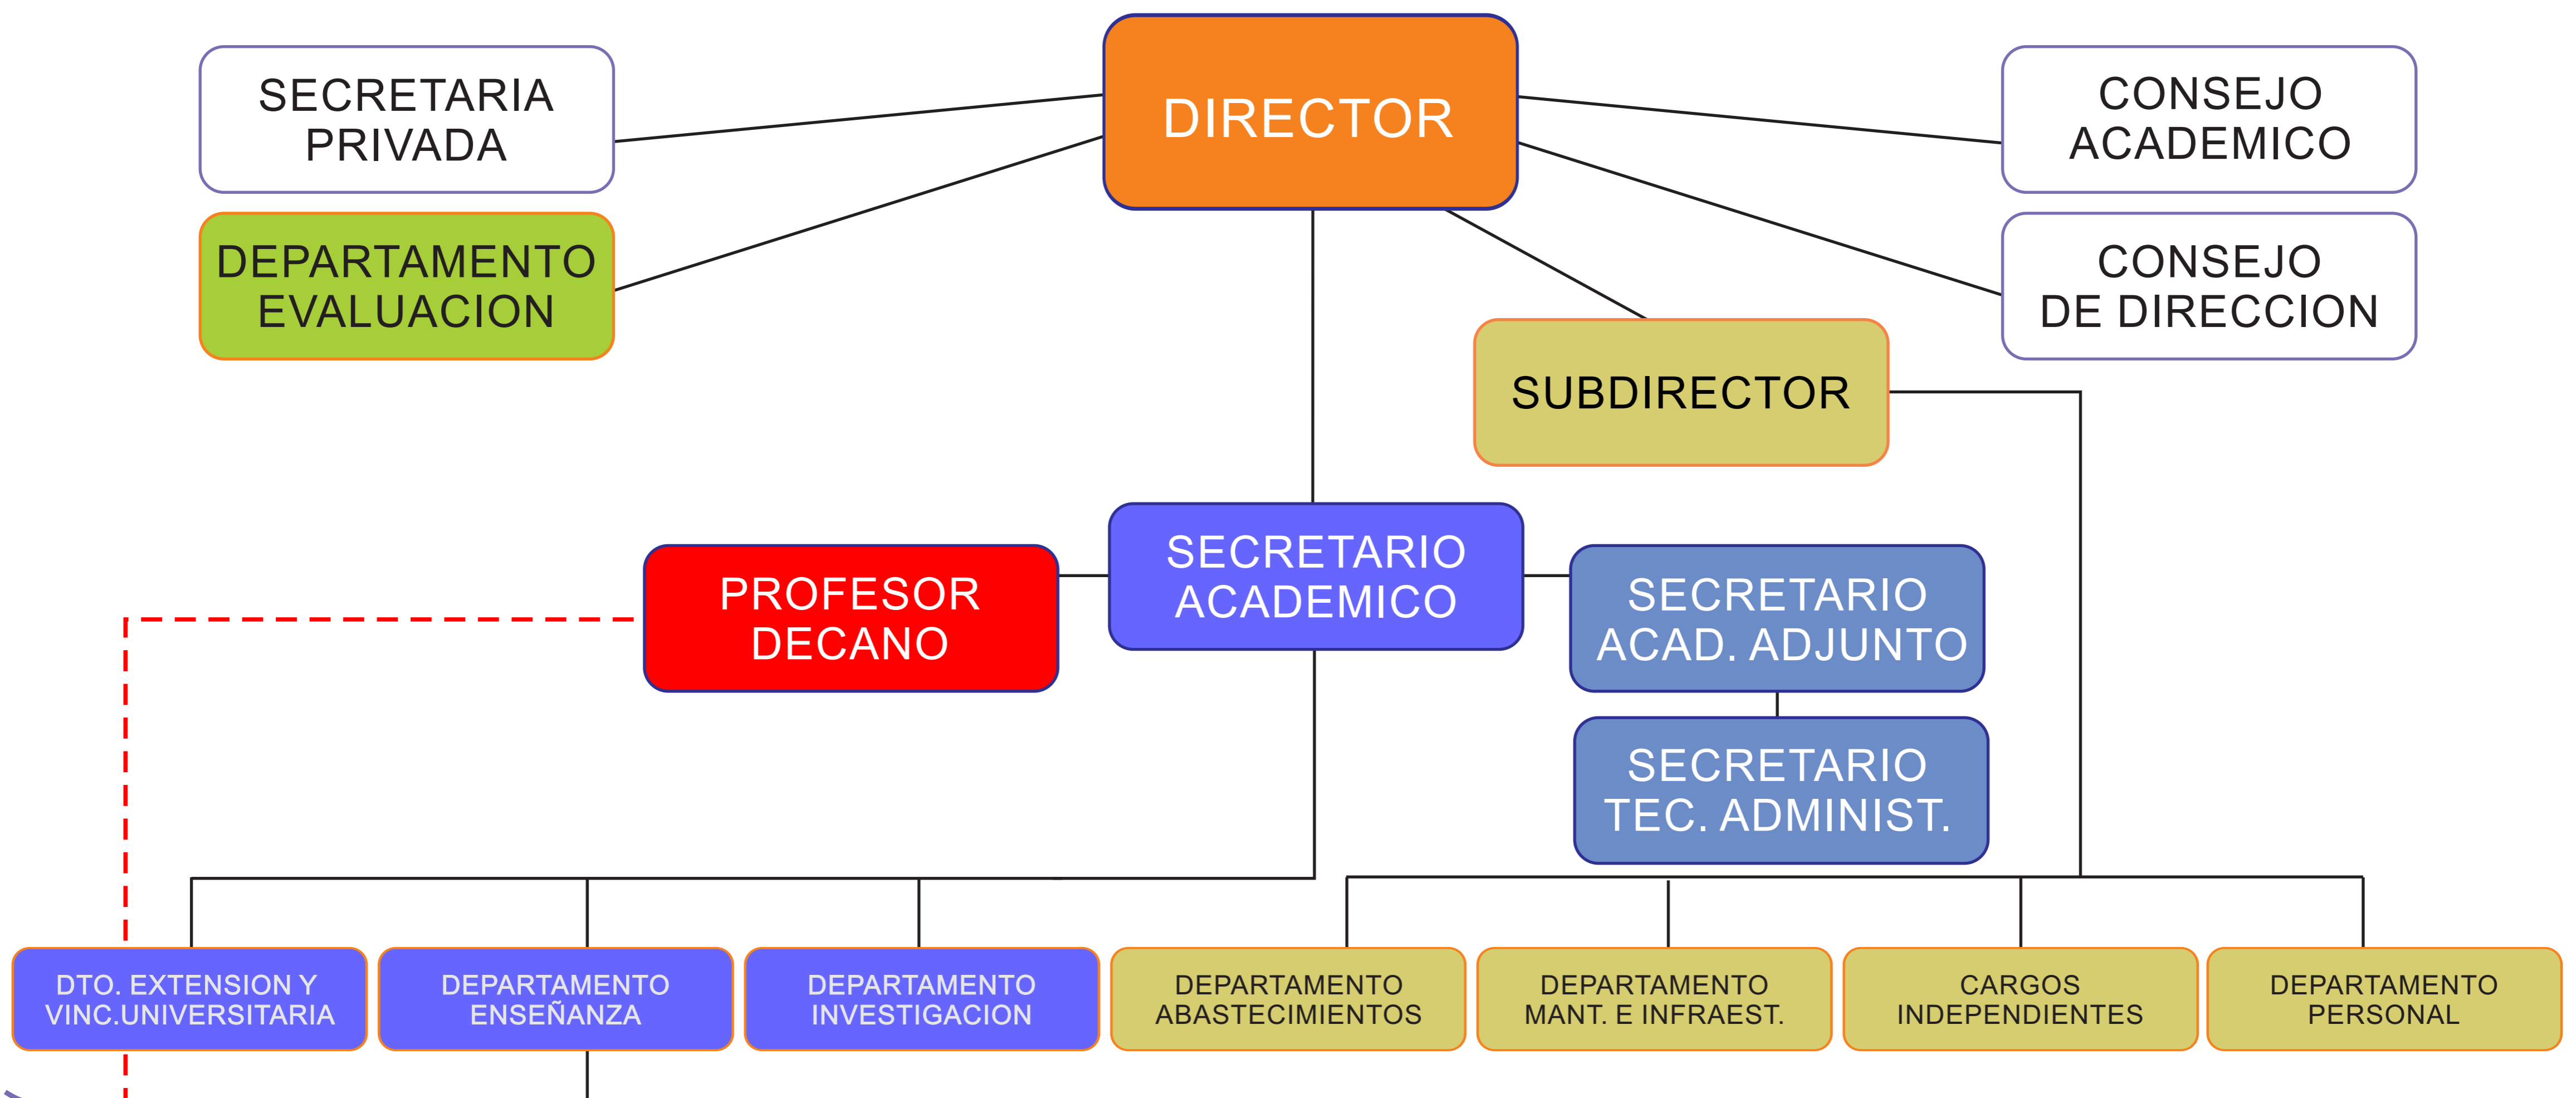 DIRECTOR
SECRETARIA
PRIVADA
CONSEJO
ACADEMICO
DEPARTAMENTO
EVALUACION
CONSEJO
DE DIRECCION
SUBDIRECTOR
SECRETARIO
ACADEMICO
PROFESOR
DECANO
SECRETARIO
ACAD. ADJUNTO
SECRETARIO
TEC. ADMINIST.
DTO. EXTENSION Y
VINC.UNIVERSITARIA
DEPARTAMENTO
ENSEÑANZA
DEPARTAMENTO
INVESTIGACION
DEPARTAMENTO
ABASTECIMIENTOS
DEPARTAMENTO
MANT. E INFRAEST.
CARGOS
INDEPENDIENTES
DEPARTAMENTO
PERSONAL